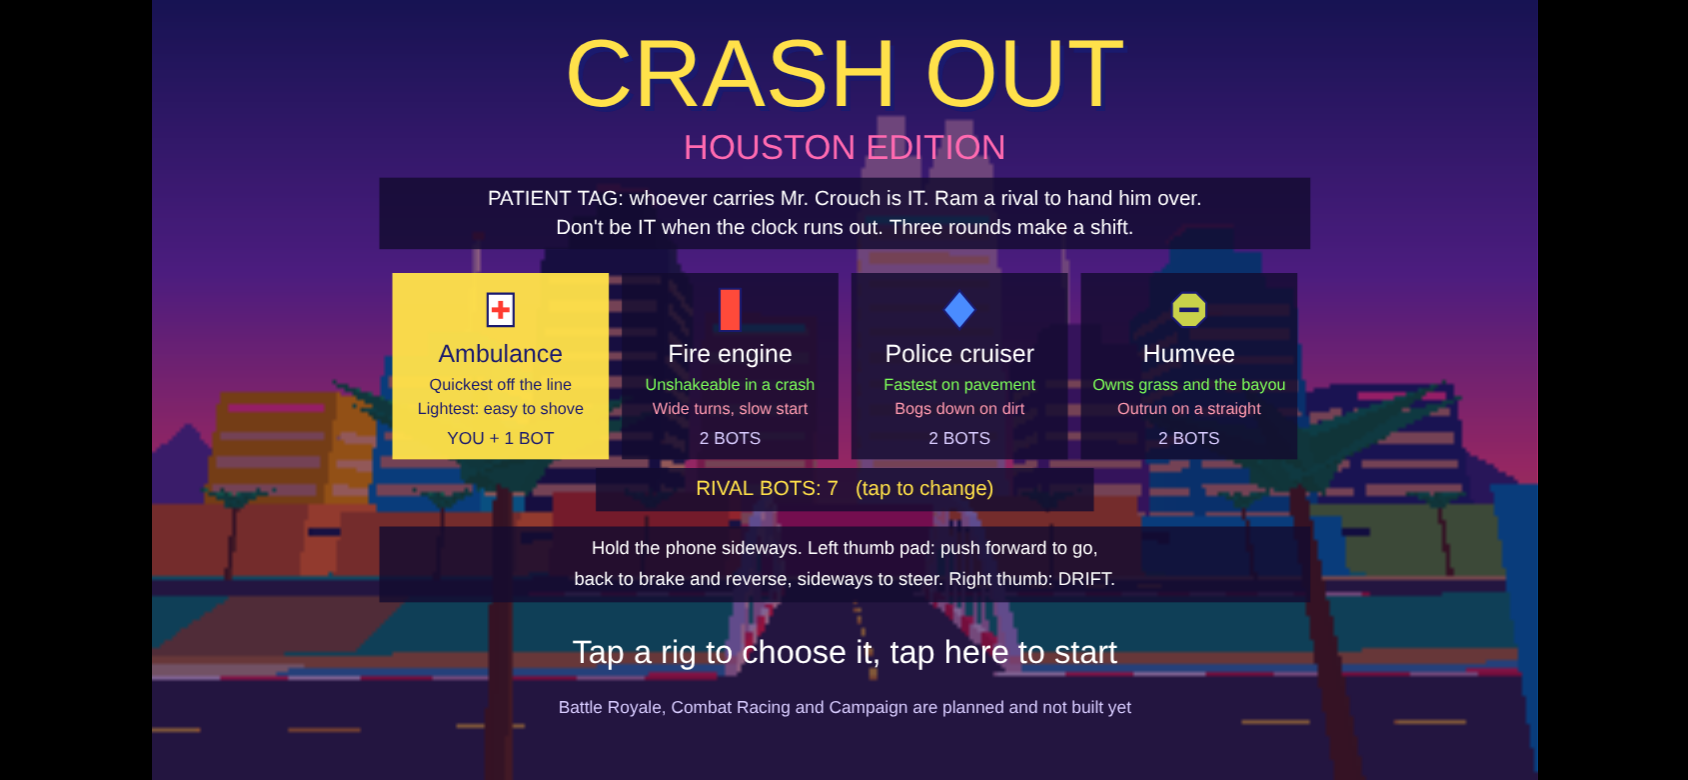 CRASH OUT
HOUSTON EDITION
PATIENT TAG: whoever carries Mr. Crouch is IT. Ram a rival to hand him over.
Don't be IT when the clock runs out. Three rounds make a shift.
Ambulance
Quickest off the line
Lightest: easy to shove
YOU + 1 BOT
Fire engine
Unshakeable in a crash
Wide turns, slow start
2 BOTS
Police cruiser
Fastest on pavement
Bogs down on dirt
2 BOTS
Humvee
Owns grass and the bayou
Outrun on a straight
2 BOTS
RIVAL BOTS: 7 (tap to change)
Hold the phone sideways. Left thumb pad: push forward to go,
back to brake and reverse, sideways to steer. Right thumb: DRIFT.
Tap a rig to choose it, tap here to start
Battle Royale, Combat Racing and Campaign are planned and not built yet